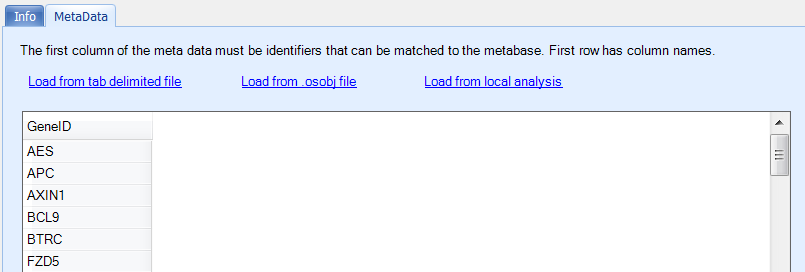 Info MetaData
The first column of the meta data must be identifiers that can be matched to the metabase. First row has column names.
Load from tab delimited file Load from .osobj file Load from local analysis
GeneID
AES
APC
AXIN1
BCL9
BTRC
FZD5